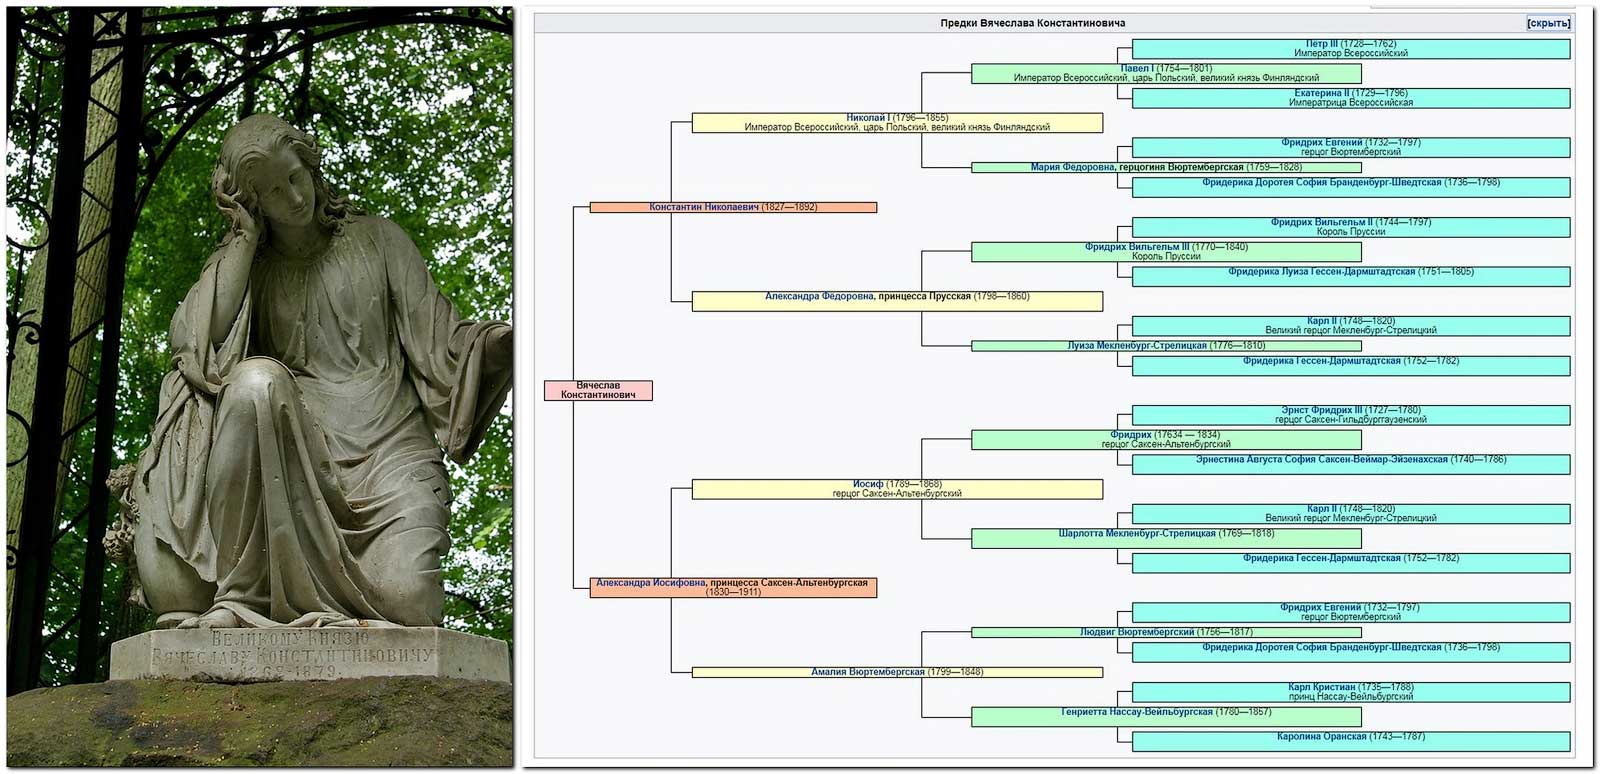 ВЕЛИКОМУ КНЯЗЮ
ВЯЧЕСЛАВУ КОНСТАНТИНОВИЧУ
1862-1879.
Предки Вячеслава Константиновича
[скрыть]
Пётр III (1728—1762)
Император Всероссийский
Павел I (1754—1801)
Император Всероссийский, царь Польский, великий князь Финляндский
Екатерина II (1729—1796)
Императрица Всероссийская
Николай I (1796—1855)
Император Всероссийский, царь Польский, великий князь Финляндский
Фридрих Евгений (1732—1797)
герцог Вюртембергский
Мария Фёдоровна, герцогиня Вюртембергская (1759—1828)
Фридерика Доротея София Бранденбург-Шведтская (1736—1798)
Константин Николаевич (1827—1892)
Фридрих Вильгельм II (1744—1797)
Король Пруссии
Фридрих Вильгельм III (1770—1840)
Король Пруссии
Фридерика Луиза Гессен-Дармштадтская (1751—1805)
Александра Фёдоровна, принцесса Прусская (1798—1860)
Карл II (1748—1820)
Великий герцог Мекленбург-Стрелицкий
Луиза Мекленбург-Стрелицкая (1776—1810)
Фридерика Гессен-Дармштадтская (1752—1782)
Вячеслав
Константинович
Эрнст Фридрих III (1727—1780)
герцог Саксен-Гильдбурггаузенский
Фридрих (17634 — 1834)
герцог Саксен-Альтенбургский
Эрнестина Августа София Саксен-Веймар-Эйзенахская (1740—1786)
Иосиф (1789—1868)
герцог Саксен-Альтенбургский
Карл II (1748—1820)
Великий герцог Мекленбург-Стрелицкий
Шарлотта Мекленбург-Стрелицкая (1769—1818)
Фридерика Гессен-Дармштадтская (1752—1782)
Александра Иосифовна, принцесса Саксен-Альтенбургская
(1830—1911)
Фридрих Евгений (1732—1797)
герцог Вюртембергский
Людвиг Вюртембергский (1756—1817)
Фридерика Доротея София Бранденбург-Шведтская (1736—1798)
Амалия Вюртембергская (1799—1848)
Карл Кристиан (1735—1788)
принц Нассау-Вейльбургский
Генриетта Нассау-Вейльбургская (1780—1857)
Каролина Оранская (1743—1787)